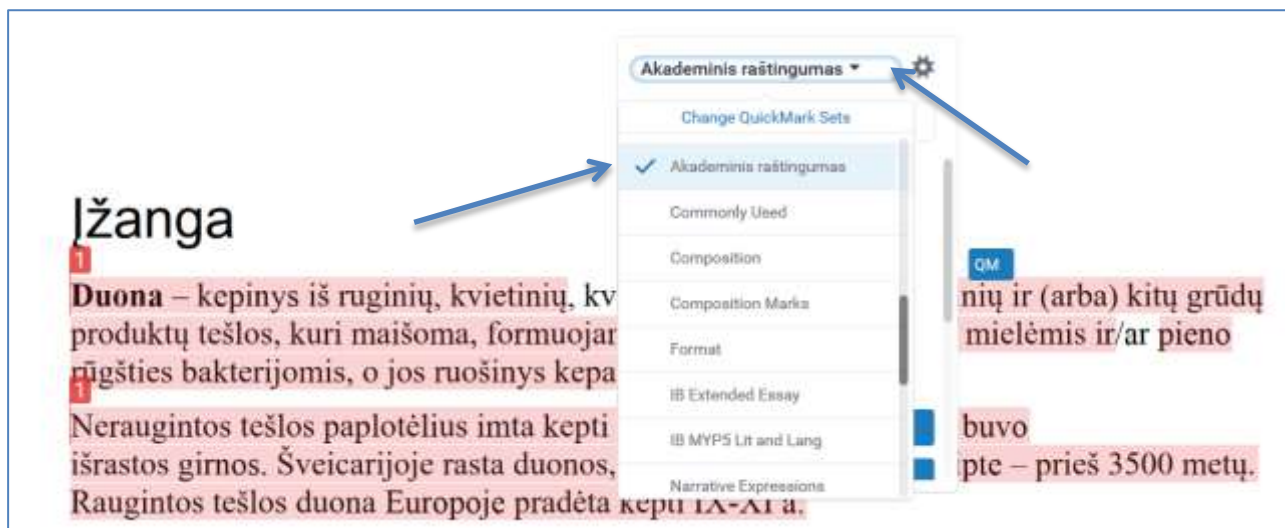 Akademinis raštingumas
Change QuickMark Sets
Akademinis raštingumas
Commonly Used
Composition
Composition Marks
Format
IB Extended Essay
IB MYP5 Lit and Lang
Narrative Expressions
Įžanga
1
QM
Duona – kepinys iš ruginių, kvietinių, kv nių ir (arba) kitų grūdų
produktų tešlos, kuri maišoma, formuojar mielėmis ir/ar pieno
rūgšties bakterijomis, o jos ruošinys kepa
1
Neraugintos tešlos paplotėlius imta kepti buvo
išrastos girnos. Šveicarijoje rasta duonos, ipte – prieš 3500 metų.
Raugintos tešlos duona Europoje pradėta kepti IX-XI a.